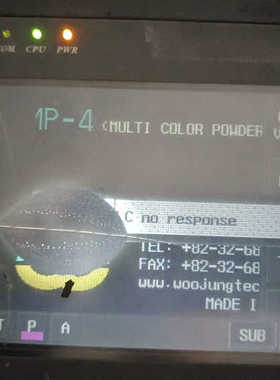 COM CPU PWR
1P-4 (MULTI COLOR POWDER
C no response
TEL: +82-32-68
FAX: +82-32-68
www.woojungtec
MADE I
T P A SUB